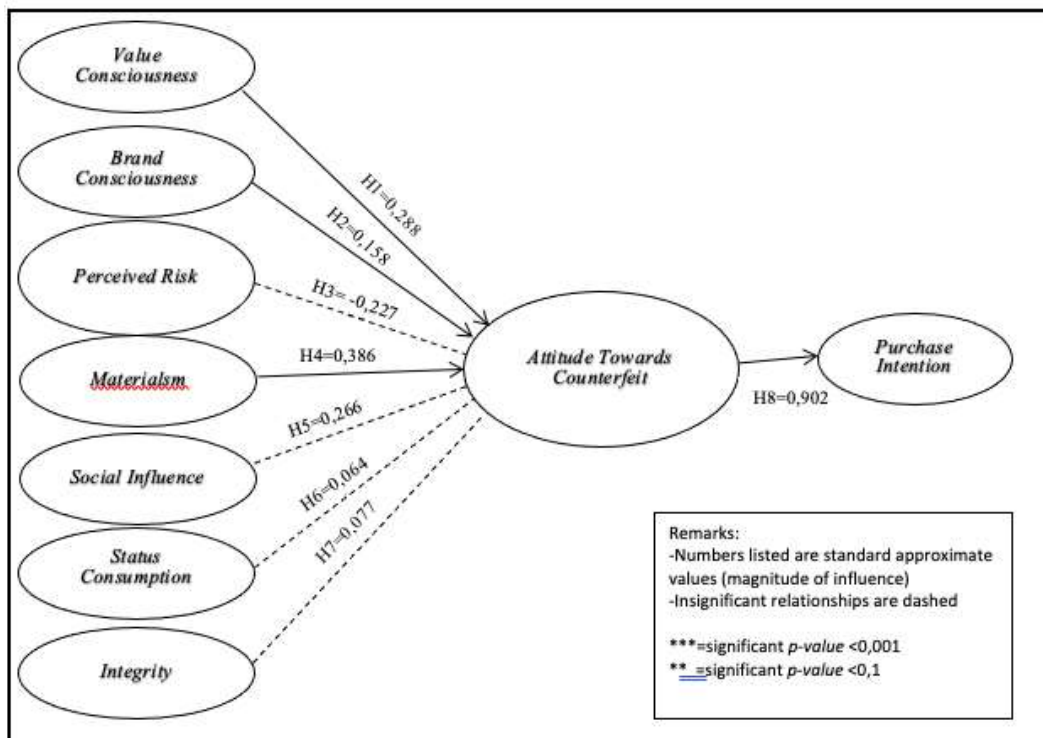 Value
Consciousness
Brand
Consciousness
Perceived Risk
Materialsm
Social Influence
Status
Consumption
Integrity
H1=0,288
H2=0,158
H3= -0,227
H4=0,386
H5=0,266
H6=0,064
H7=0,077
Attitude Towards
Counterfeit
H8=0,902
Purchase
Intention
Remarks:
-Numbers listed are standard approximate
values (magnitude of influence)
-Insignificant relationships are dashed
***=significant p-value <0,001
** =significant p-value <0,1